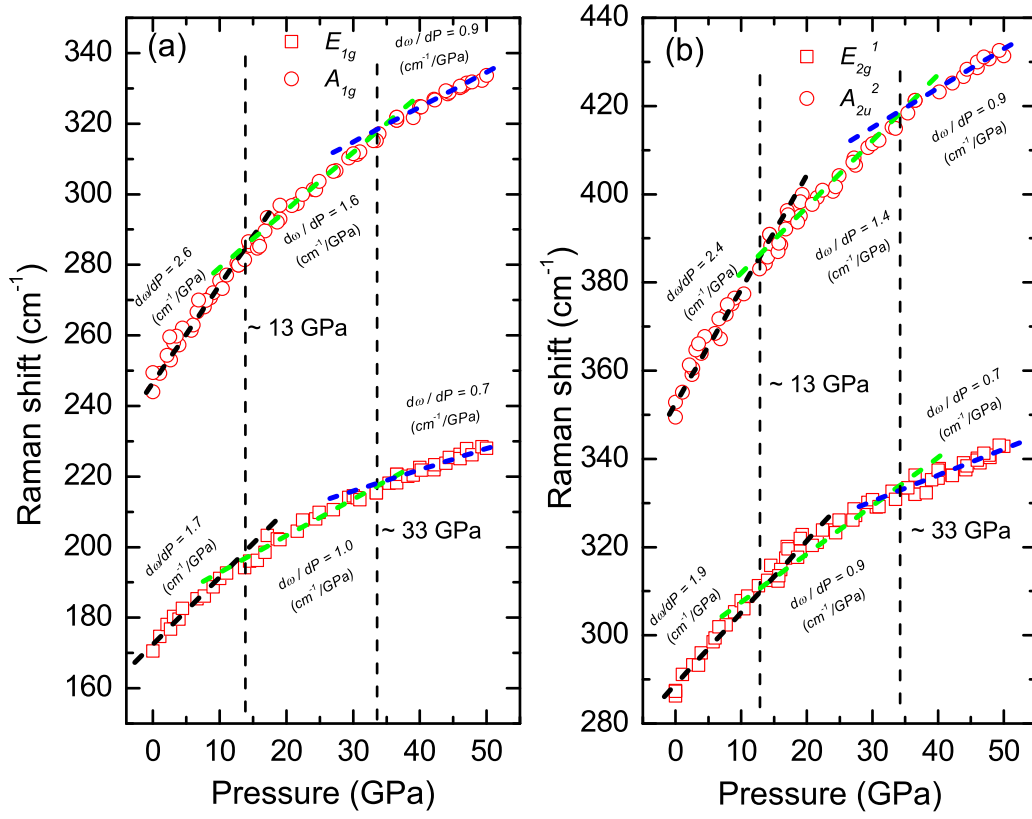 (a)
E1g
A1g
dω / dP = 0.9
(cm-1/GPa)
dω/dP = 2.6
(cm-1/GPa)
dω / dP = 1.6
(cm-1/GPa)
~ 13 GPa
dω / dP = 0.7
(cm-1/GPa)
dω/dP = 1.7
(cm-1/GPa)
dω / dP = 1.0
(cm-1/GPa)
~ 33 GPa
340
320
300
280
260
240
220
200
180
160
0 10 20 30 40 50
Raman shift (cm-1)
Pressure (GPa)
(b)
E2g1
A2u2
dω / dP = 0.9
(cm-1/GPa)
dω/dP = 2.4
(cm-1/GPa)
dω / dP = 1.4
(cm-1/GPa)
~ 13 GPa
dω / dP = 0.7
(cm-1/GPa)
dω/dP = 1.9
(cm-1/GPa)
dω / dP = 0.9
(cm-1/GPa)
~ 33 GPa
440
420
400
380
360
340
320
300
280
0 10 20 30 40 50
Raman shift (cm-1)
Pressure (GPa)